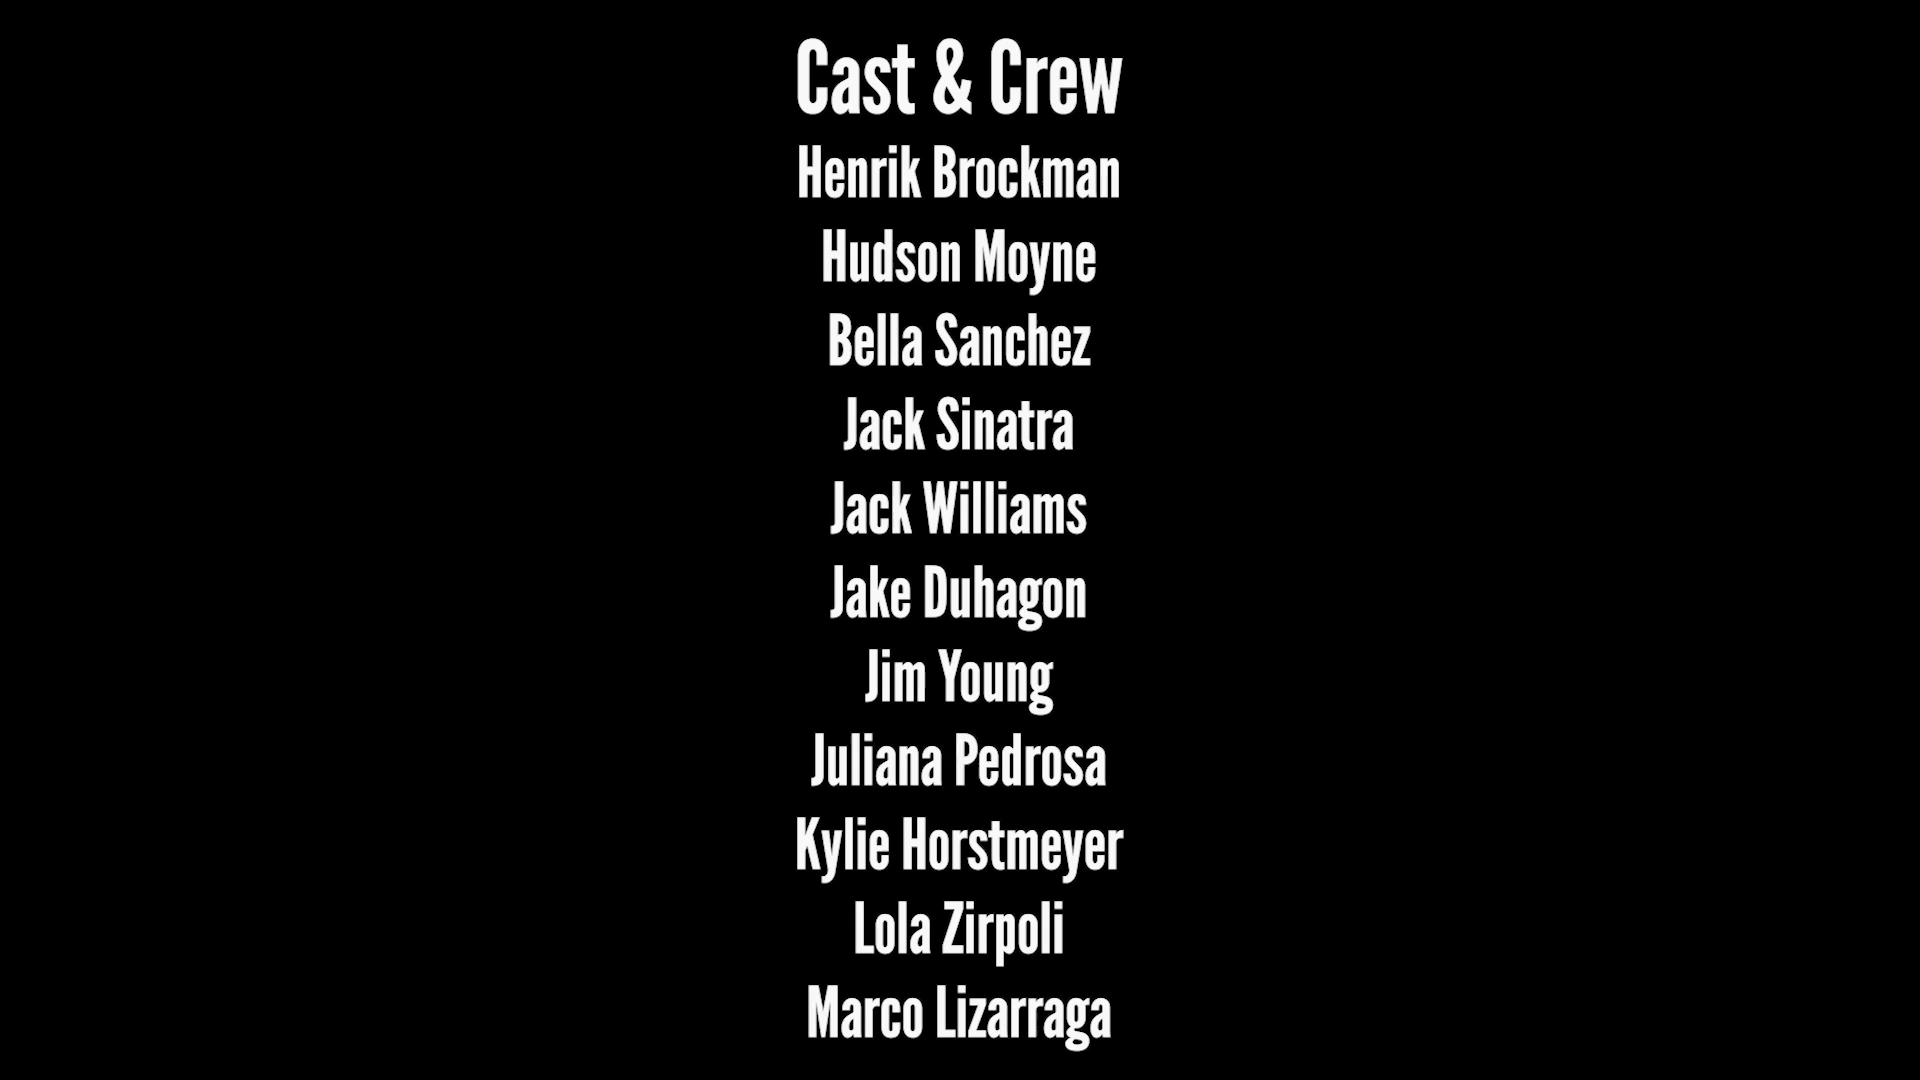 Cast & Crew
Henrik Brockman
Hudson Moyne
Bella Sanchez
Jack Sinatra
Jack Williams
Jake Duhagon
Jim Young
Juliana Pedrosa
Kylie Horstmeyer
Lola Zirpoli
Marco Lizarraga